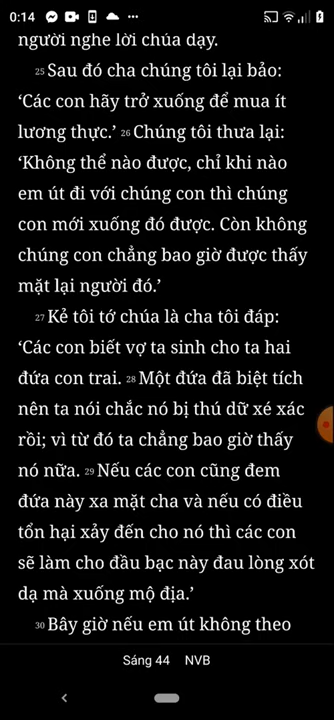 0:14
người nghe lời chúa dạy.
25 Sau đó cha chúng tôi lại bảo:
‘Các con hãy trở xuống để mua ít
lương thực.’ 26 Chúng tôi thưa lại:
‘Không thể nào được, chỉ khi nào
em út đi với chúng con thì chúng
con mới xuống đó được. Còn không
chúng con chẳng bao giờ được thấy
mặt lại người đó.’
27 Kẻ tôi tớ chúa là cha tôi đáp:
‘Các con biết vợ ta sinh cho ta hai
đứa con trai. 28 Một đứa đã biệt tích
nên ta nói chắc nó bị thú dữ xé xác
rồi; vì từ đó ta chẳng bao giờ thấy
nó nữa. 29 Nếu các con cũng đem
đứa này xa mặt cha và nếu có điều
tổn hại xảy đến cho nó thì các con
sẽ làm cho đầu bạc này đau lòng xót
dạ mà xuống mộ địa.’
30 Bây giờ nếu em út không theo
Sáng 44 NVB